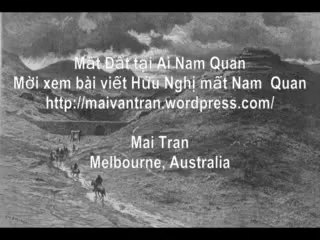 Mất Đất tại Ải Nam Quan
Mời xem bài viết Hữu Nghị mất Nam Quan
http://maivantran.wordpress.com/
Mai Tran
Melbourne, Australia